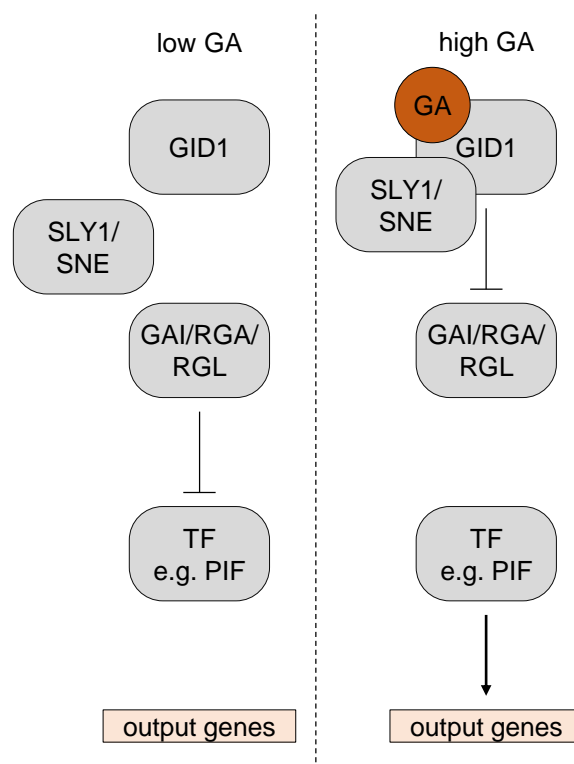 low GA
GID1
SLY1/
SNE
GAI/RGA/
RGL
TF
e.g. PIF
output genes
high GA
GA
GID1
SLY1/
SNE
GAI/RGA/
RGL
TF
e.g. PIF
output genes